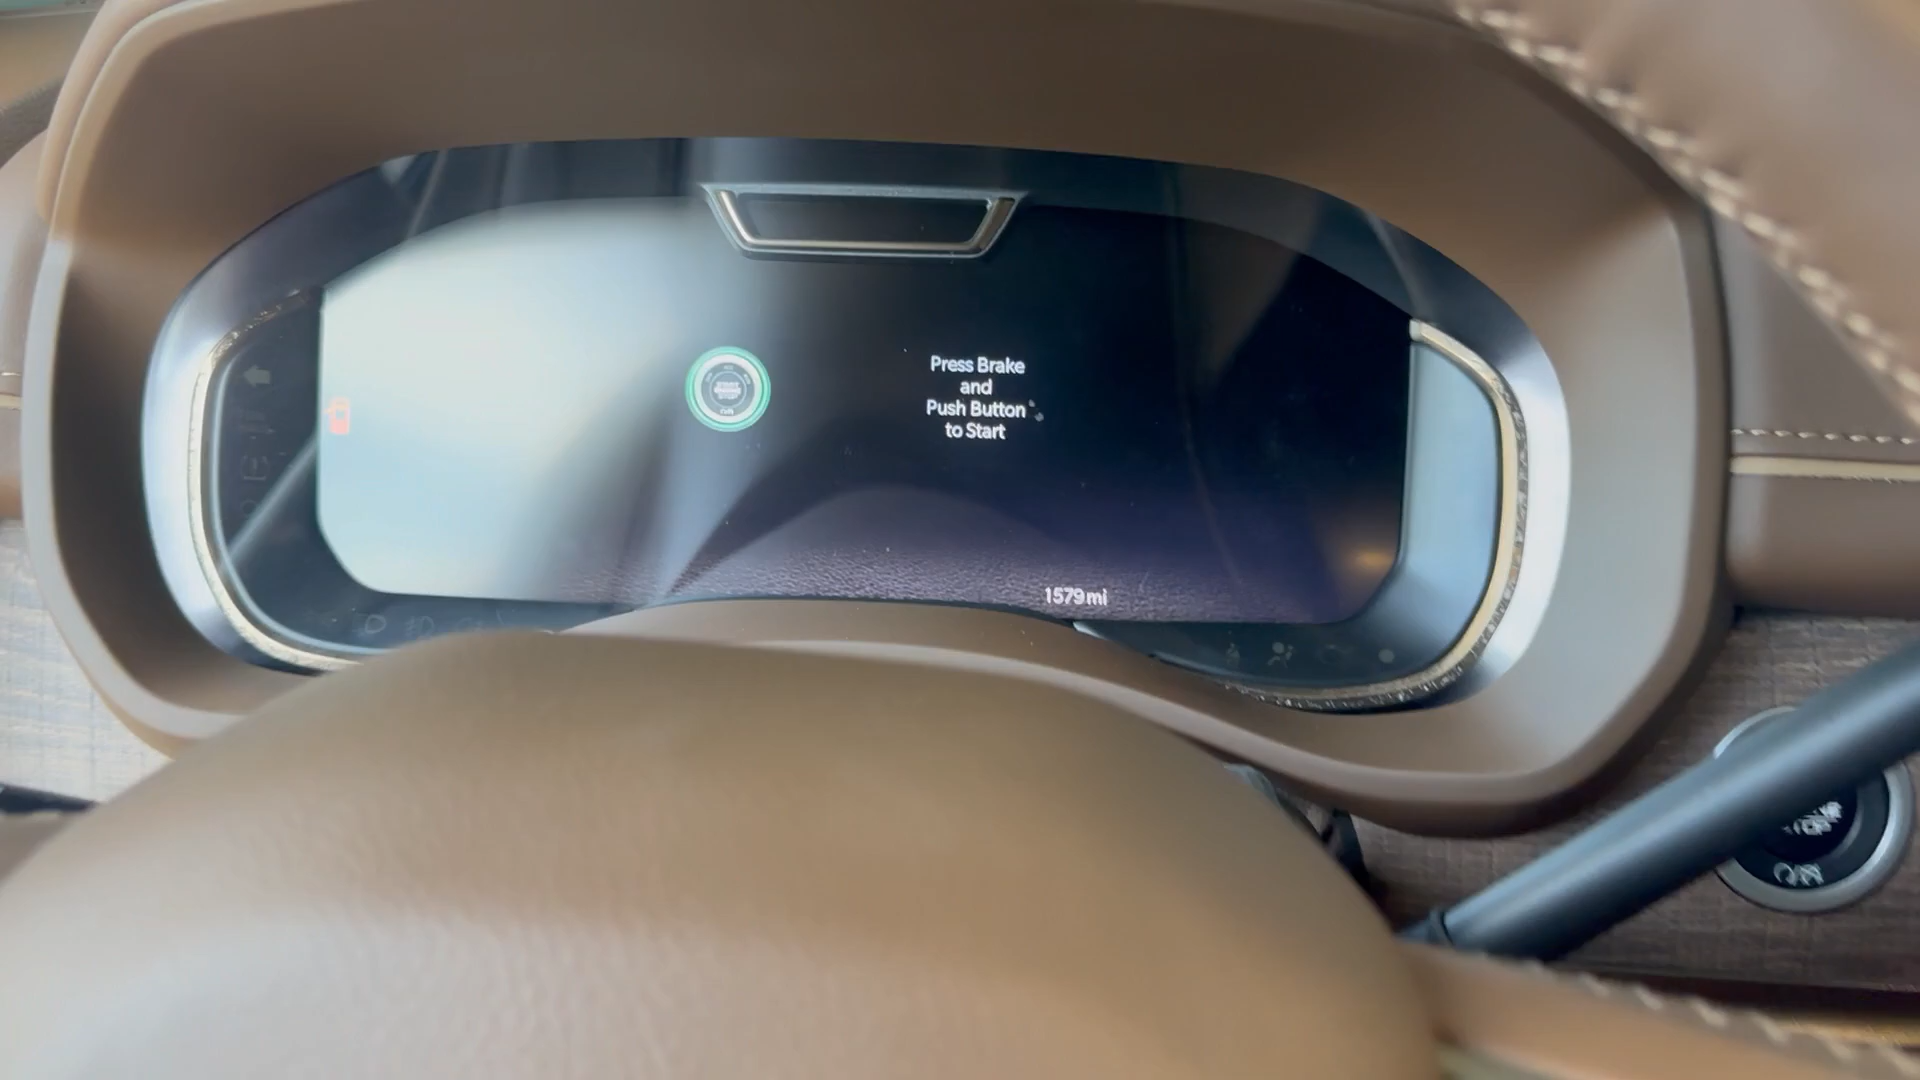 Press Brake
and
Push Button
to Start
1579 mi